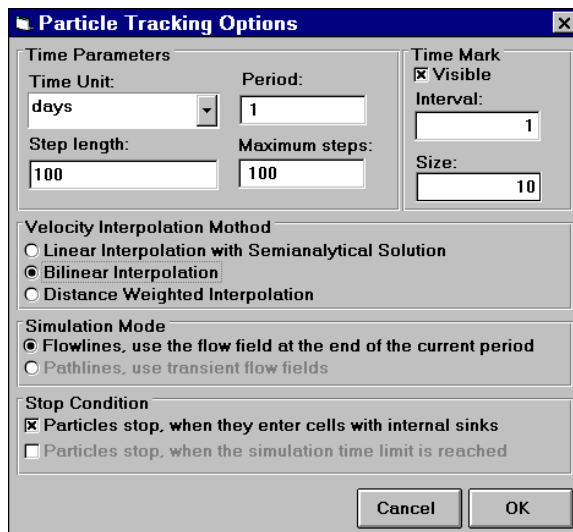 Particle Tracking Options
Time Parameters
Time Unit:
days
Period:
1
Step length:
100
Maximum steps:
100
Time Mark
Visible
Interval:
1
Size:
10
Velocity Interpolation Method
Linear Interpolation with Semianalytical Solution
Bilinear Interpolation
Distance Weighted Interpolation
Simulation Mode
Flowlines, use the flow field at the end of the current period
Pathlines, use transient flow fields
Stop Condition
Particles stop, when they enter cells with internal sinks
Particles stop, when the simulation time limit is reached
Cancel
OK